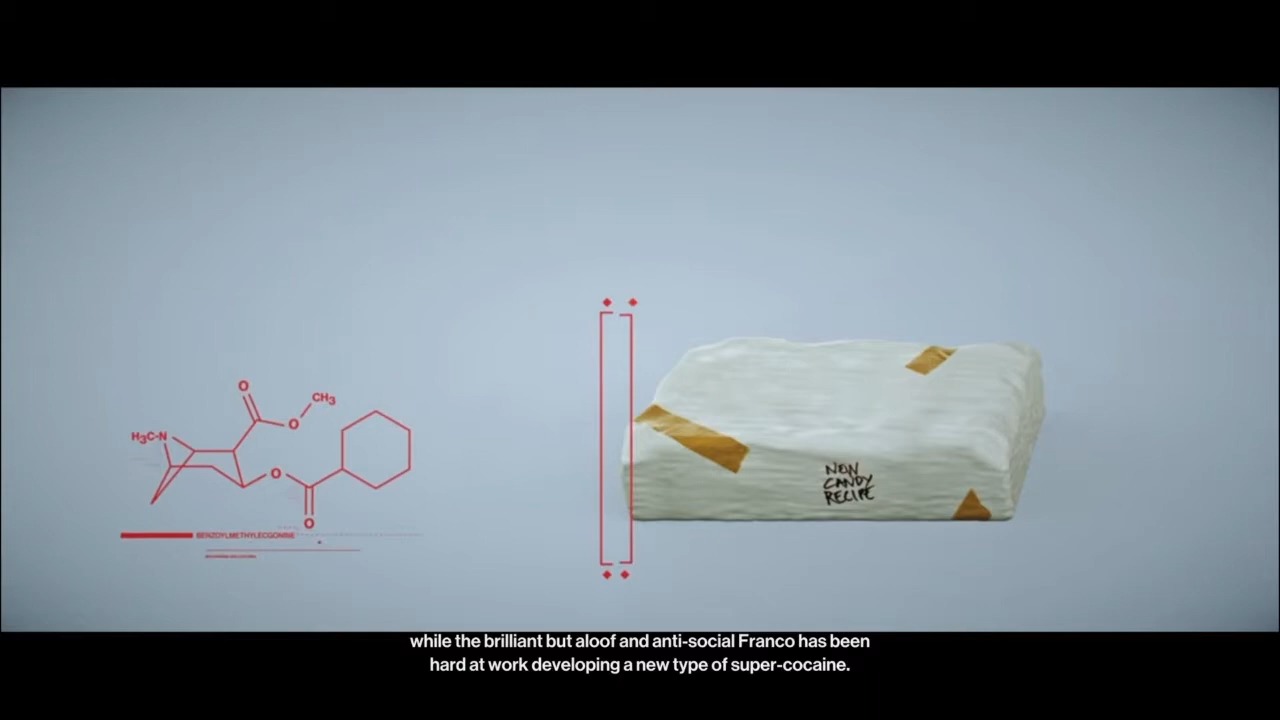 O
CH₃
O
H₃C-N
O
O
BENZOYLMETHYLECGONINE
NON
CANDY
RECIPE
while the brilliant but aloof and anti-social Franco has been
hard at work developing a new type of super-cocaine.